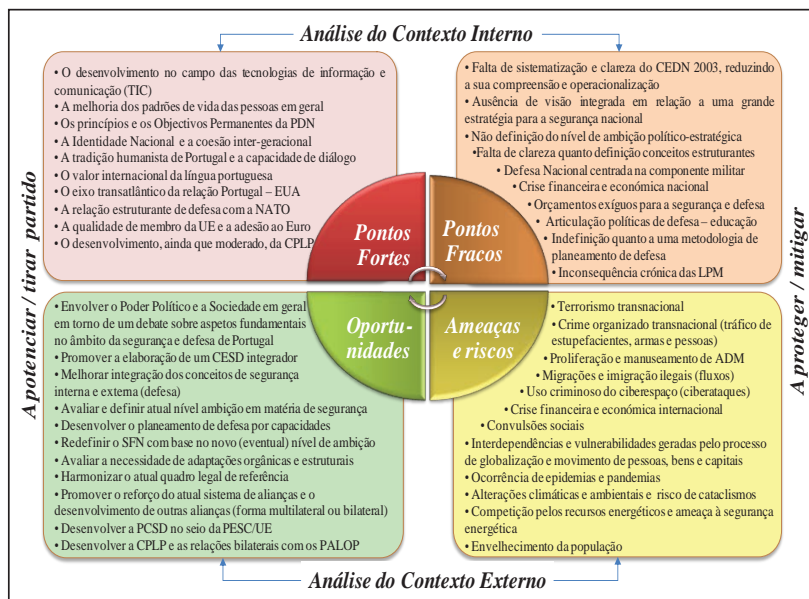 Análise do Contexto Interno
A potenciar / tirar partido
• O desenvolvimento no campo das tecnologias de informação e
comunicação (TIC)
• A melhoria dos padrões de vida das pessoas em geral
• Os princípios e os Objectivos Permanentes da PDN
• A Identidade Nacional e a coesão inter-geracional
• A tradição humanista de Portugal e a capacidade de diálogo
• O valor internacional da língua portuguesa
• O eixo transatlântico da relação Portugal – EUA
• A relação estruturante de defesa com a NATO
• A qualidade de membro da UE e a adesão ao Euro
• O desenvolvimento, ainda que moderado, da CPLP
Pontos
Fortes
• Falta de sistematização e clareza do CEDN 2003, reduzindo
a sua compreensão e operacionalização
• Ausência de visão integrada em relação a uma grande
estratégia para a segurança nacional
• Não definição do nível de ambição político-estratégica
• Falta de clareza quanto definição conceitos estruturantes
• Defesa Nacional centrada na componente militar
• Crise financeira e económica nacional
• Orçamentos exíguos para a segurança e defesa
• Articulação políticas de defesa – educação
• Indefinição quanto a uma metodologia de
planeamento de defesa
• Inconsequência crónica das LPM
Pontos
Fracos
A proteger / mitigar
• Envolver o Poder Político e a Sociedade em geral
em torno de um debate sobre aspetos fundamentais
no âmbito da segurança e defesa de Portugal
• Promover a elaboração de um CESD integrador
• Melhorar integração dos conceitos de segurança
interna e externa (defesa)
• Avaliar e definir atual nível ambição em matéria de segurança
• Desenvolver o planeamento de defesa por capacidades
• Redefinir o SFN com base no novo (eventual) nível de ambição
• Avaliar a necessidade de adaptações orgânicas e estruturais
• Harmonizar o atual quadro legal de referência
• Promover o reforço do atual sistema de alianças e o
desenvolvimento de outras alianças (forma multilateral ou bilateral)
• Desenvolver a PCSD no seio da PESC/UE
• Desenvolver a CPLP e as relações bilaterais com os PALOP
Oportu-
nidades
Ameaças
e riscos
• Terrorismo transnacional
• Crime organizado transnacional (tráfico de
estupefacientes, armas e pessoas)
• Proliferação e manuseamento de ADM
• Migrações e imigração ilegais (fluxos)
• Uso criminoso do ciberespaço (ciberataques)
• Crise financeira e económica internacional
• Convulsões sociais
• Interdependências e vulnerabilidades geradas pelo processo
de globalização e movimento de pessoas, bens e capitais
• Ocorrência de epidemias e pandemias
• Alterações climáticas e ambientais e risco de cataclismos
• Competição pelos recursos energéticos e ameaça à segurança
energética
• Envelhecimento da população
Análise do Contexto Externo